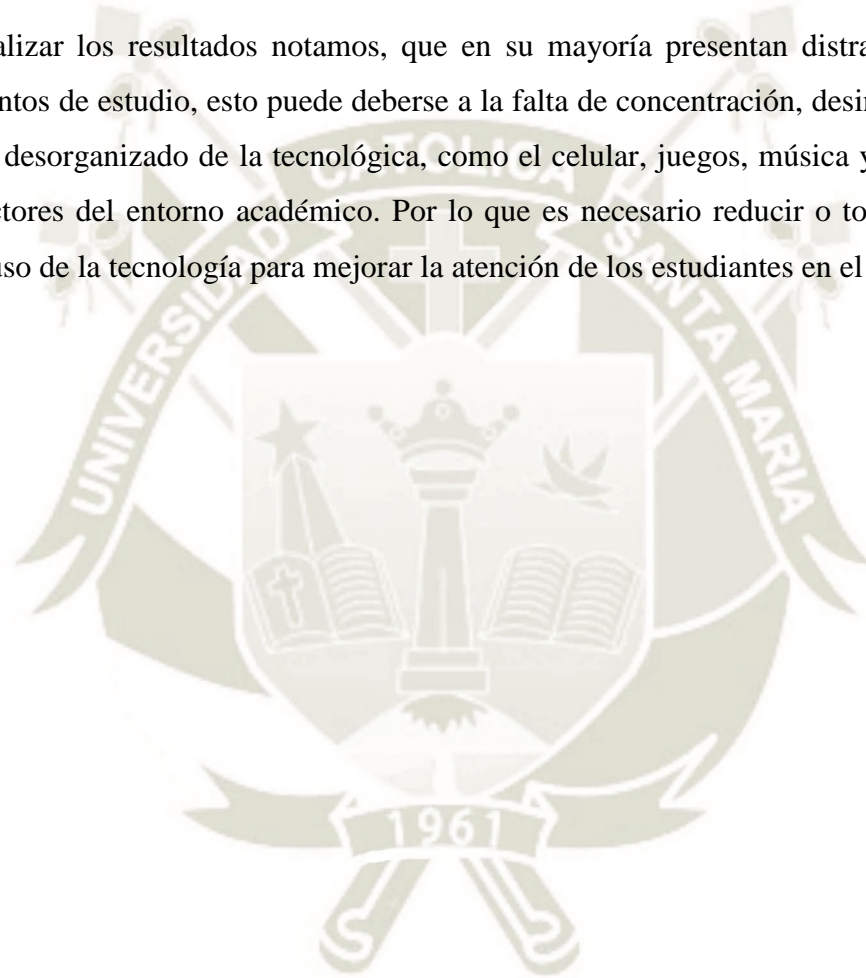 alizar los resultados notamos, que en su mayoría presentan distra
ntos de estudio, esto puede deberse a la falta de concentración, desin
desorganizado de la tecnológica, como el celular, juegos, música y
ctores del entorno académico. Por lo que es necesario reducir o to
uso de la tecnología para mejorar la atención de los estudiantes en el
UNIVERSIDAD CATOLICA SANTA MARIA
1961